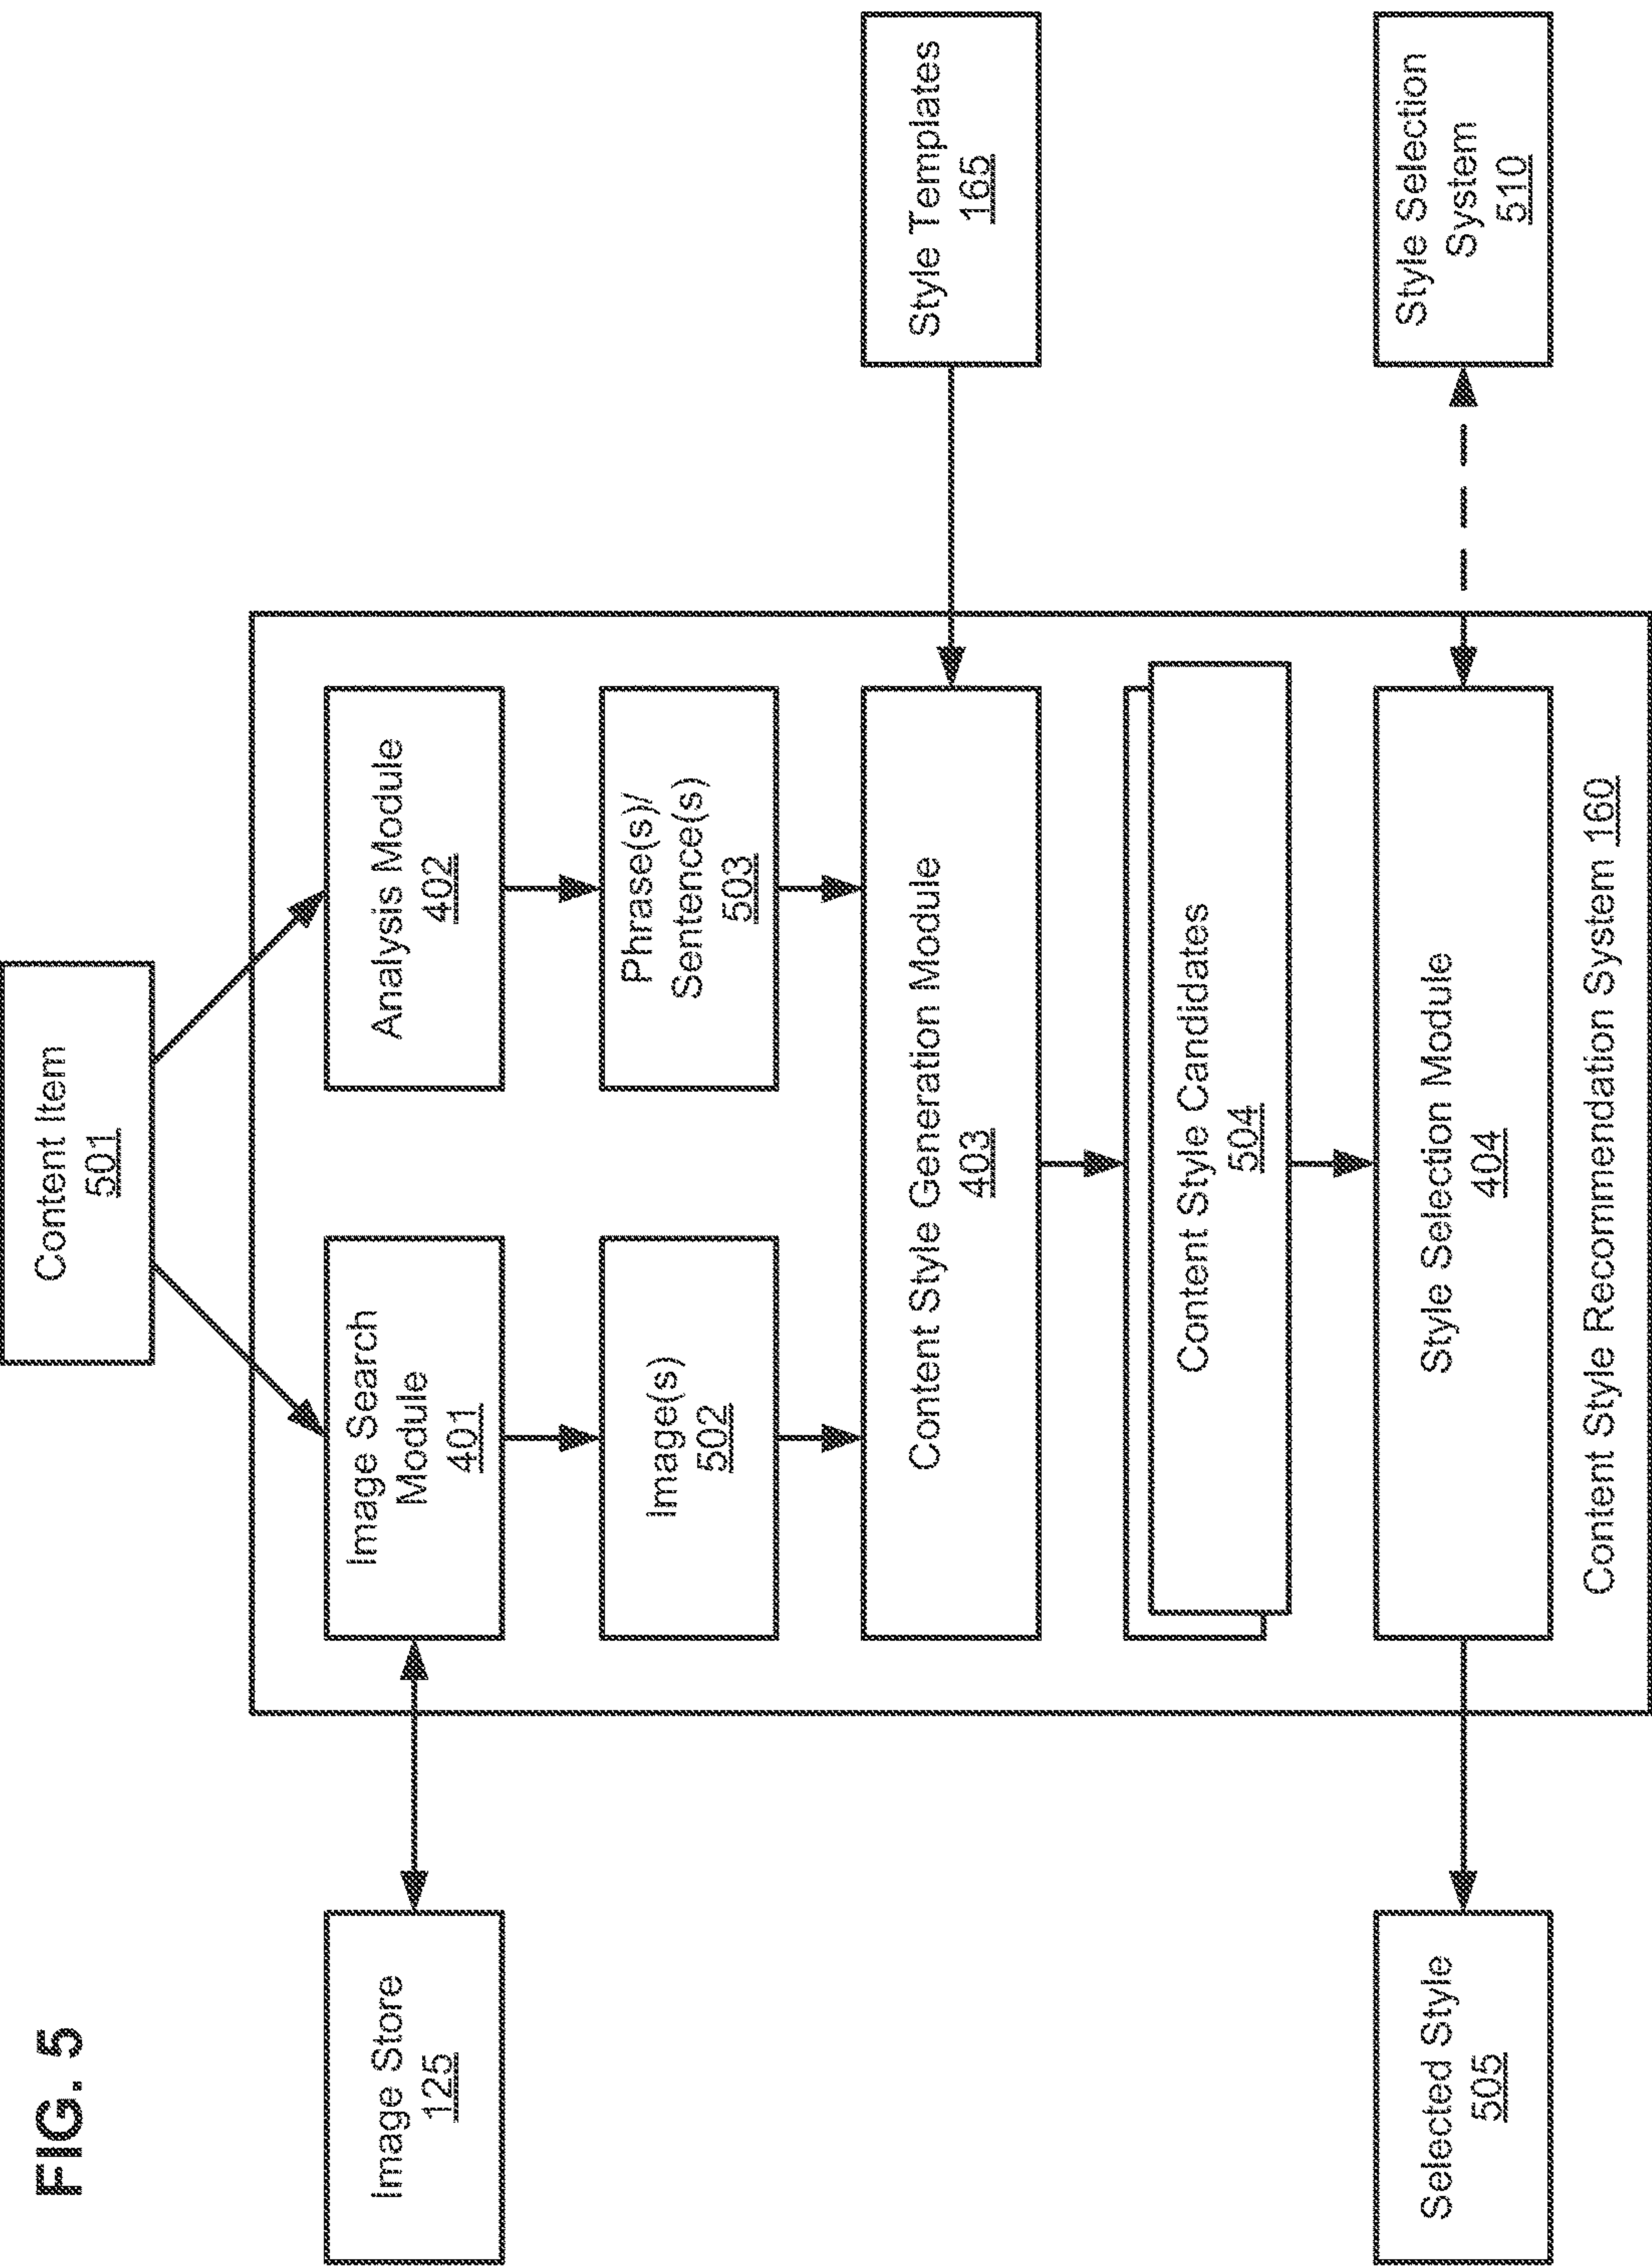 FIG. 5
Content Item
501
Image Store
125
Image Search
Module
401
Analysis Module
402
Image(s)
502
Phrase(s)/
Sentence(s)
503
Content Style Generation Module
403
Style Templates
165
Content Style Candidates
504
Selected Style
505
Style Selection Module
404
Style Selection
System
510
Content Style Recommendation System 160